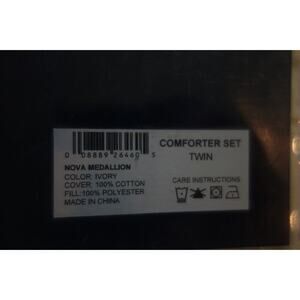 COMFORTER SET
TWIN
0 08889 26460 5
NOVA MEDALLION
COLOR: IVORY
COVER: 100% COTTON
FILL:100% POLYESTER
MADE IN CHINA
CARE INSTRUCTIONS